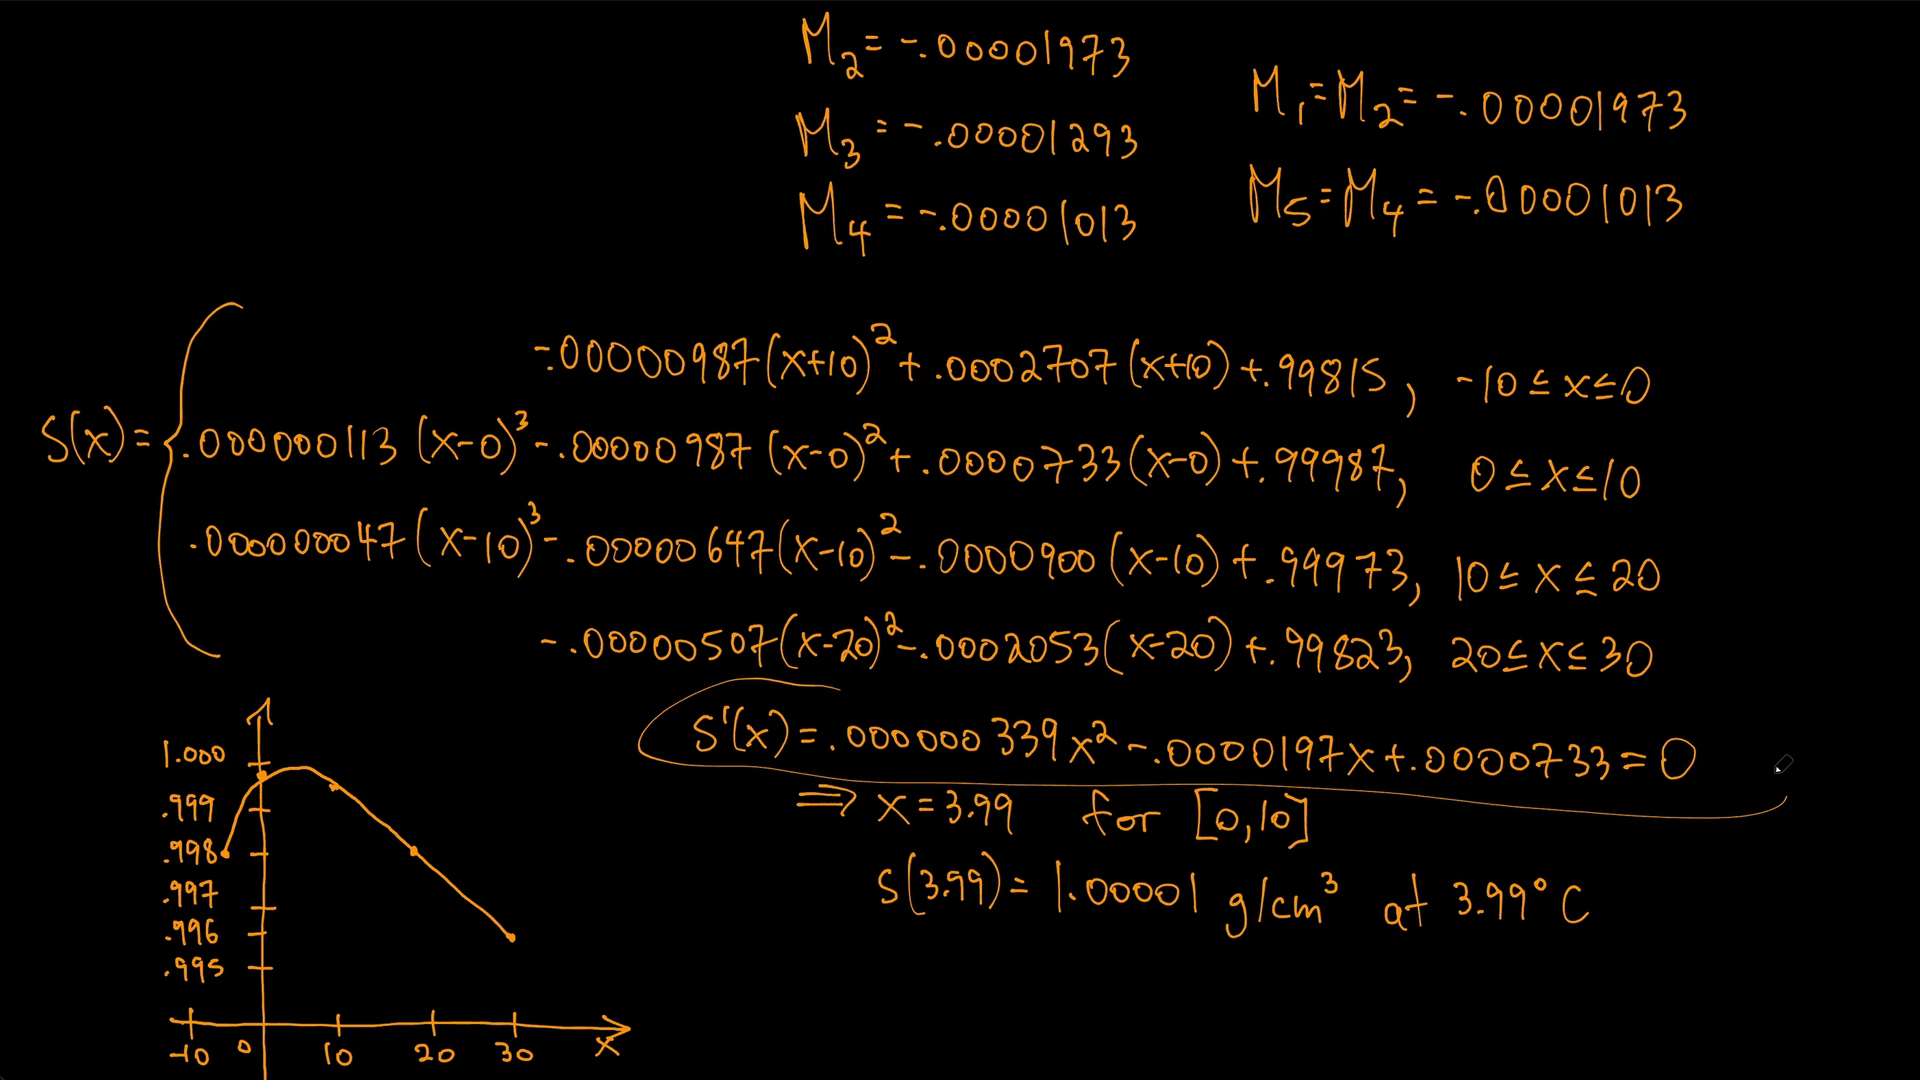 M₂ = -.00001973
M₃ = -.00001293
M₄ = -.00001013
M₁ = M₂ = -.00001973
M₅ = M₄ = -.00001013
-.00000987(x+10)² + .0002707(x+10) + .99815, -10 ≤ x ≤ 0
S(x) = .000000113(x-0)³ - .00000987(x-0)² + .0000733(x-0) + .99987, 0 ≤ x ≤ 10
.000000047(x-10)³ - .00000647(x-10)² - .0000900(x-10) + .99973, 10 ≤ x ≤ 20
-.00000507(x-20)² - .0002053(x-20) + .99823, 20 ≤ x ≤ 30
S'(x) = .000000339x² - .0000197x + .0000733 = 0
⇒ x = 3.99 for [0,10]
S(3.99) = 1.00001 g/cm³ at 3.99°C
1.000
.999
.998
.997
.996
.995
-10 0 10 20 30 x